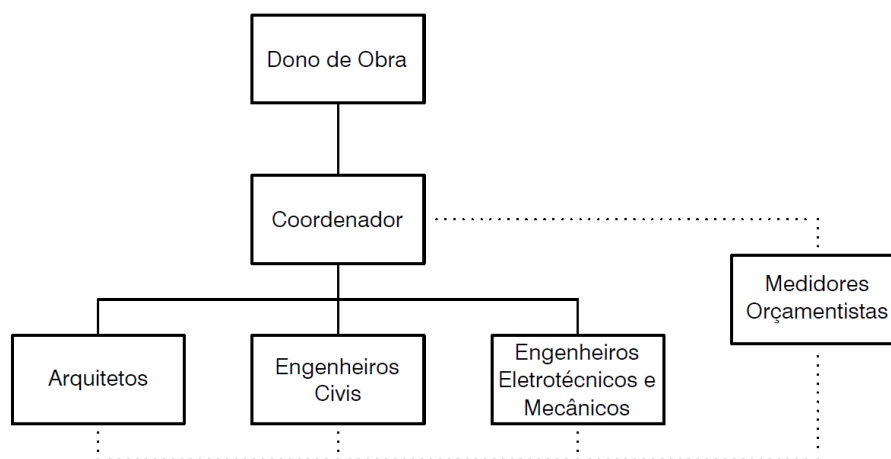 Dono de Obra
Coordenador
Medidores
Orçamentistas
Arquitetos
Engenheiros
Civis
Engenheiros
Eletrotécnicos e
Mecânicos